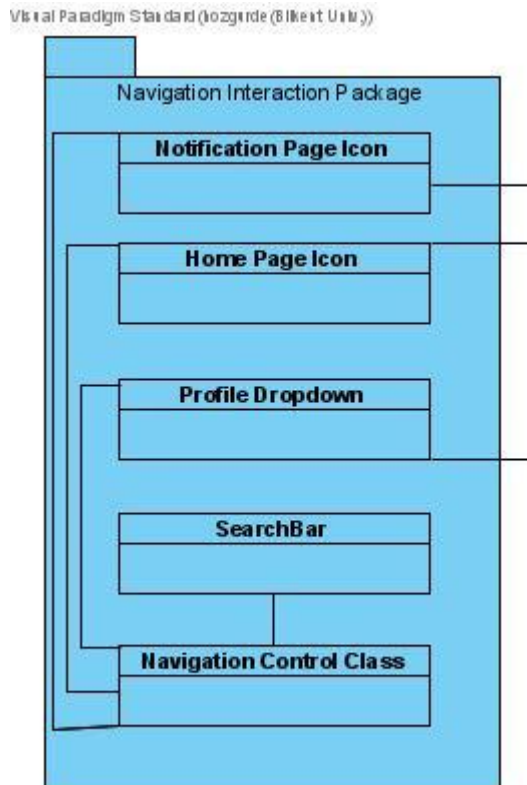 Visual Paradigm Standard (hozgurde (Bilkent Univ.))
Navigation Interaction Package
Notification Page Icon
Home Page Icon
Profile Dropdown
SearchBar
Navigation Control Class